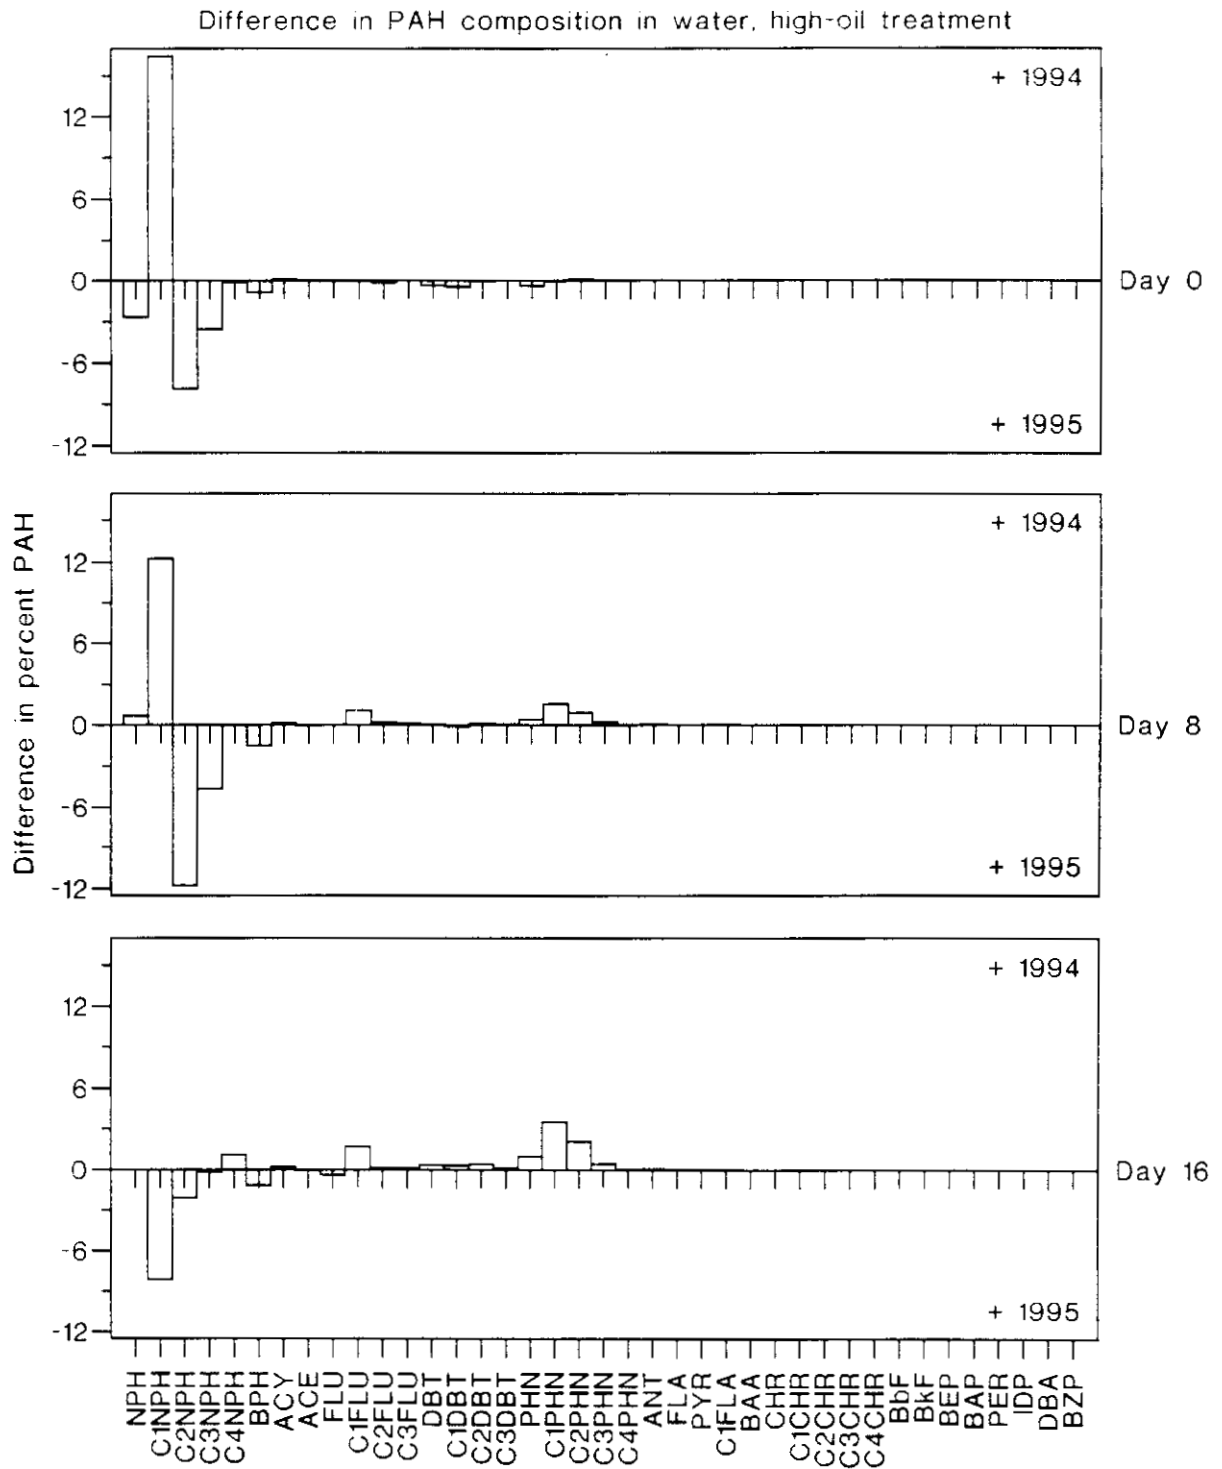 Difference in PAH composition in water, high-oil treatment
+ 1994
12
6
0
-6
-12
Day 0
+ 1995
Difference in percent PAH
+ 1994
12
6
0
-6
-12
Day 8
+ 1995
+ 1994
12
6
0
-6
-12
Day 16
+ 1995
NPH
C1NPH
C2NPH
C3NPH
C4NPH
BPH
ACY
ACE
FLU
C1FLU
C2FLU
C3FLU
DBT
C1DBT
C2DBT
C3DBT
PHN
C1PHN
C2PHN
C3PHN
C4PHN
ANT
FLA
PYR
C1FLA
BAA
CHR
C1CHR
C2CHR
C3CHR
C4CHR
BbF
BkF
BEP
BAP
PER
IDP
DBA
BZP